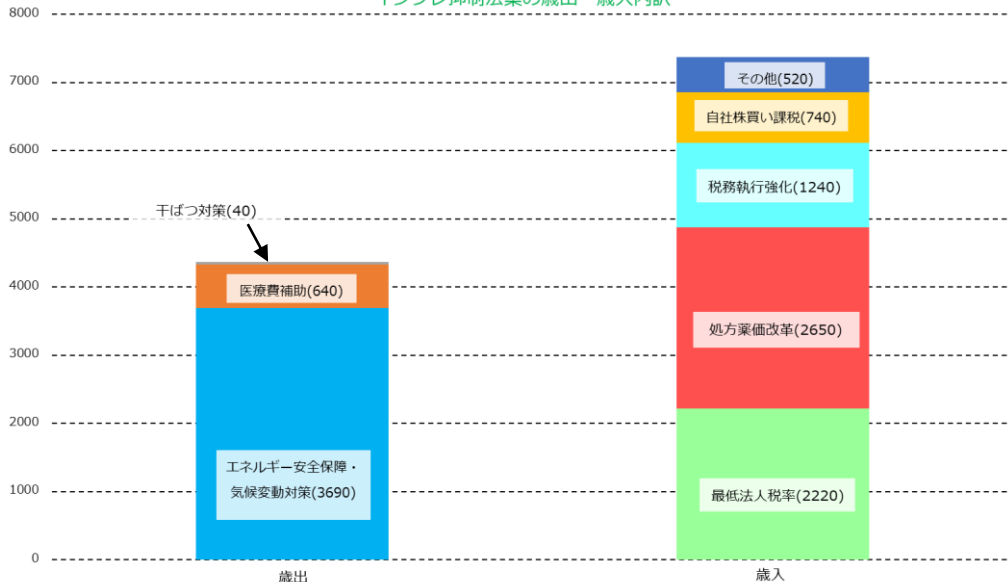 8000
7000
その他(520)
自社株買い課税(740)
6000
税務執行強化(1240)
5000
干ばつ対策(40)
4000
医療費補助(640)
処方薬価改革(2650)
3000
2000
エネルギー安全保障・
気候変動対策(3690)
最低法人税率(2220)
1000
0
歳出
歳入